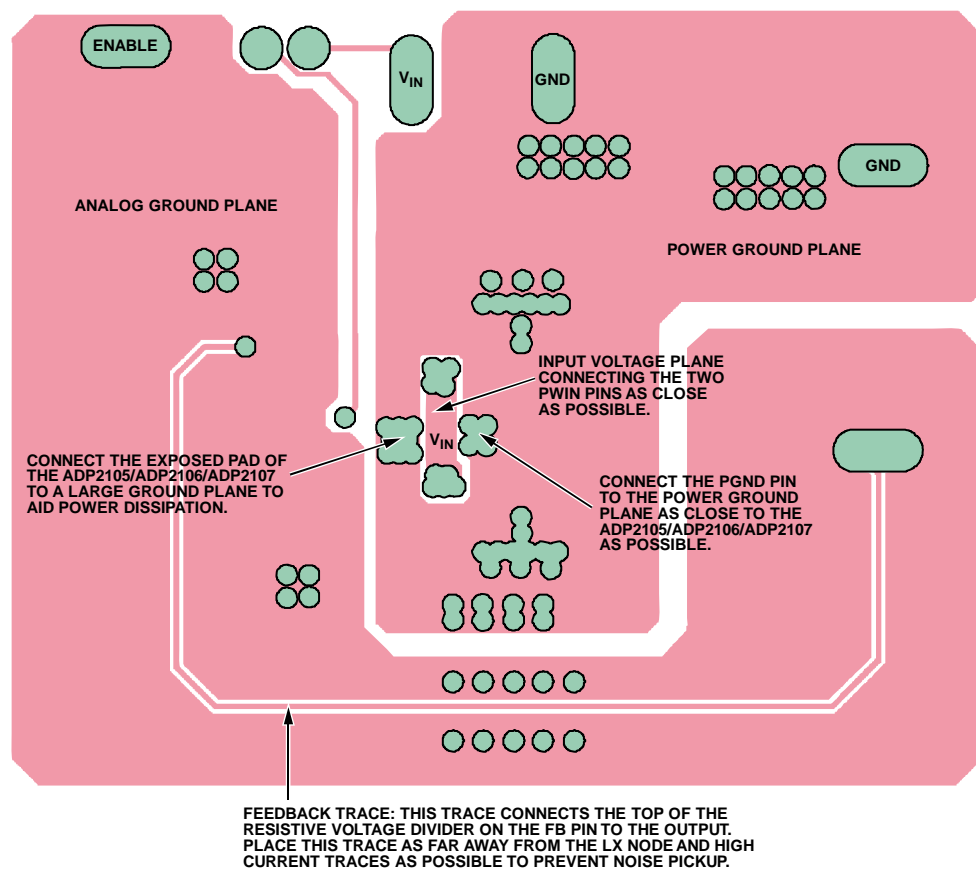 ENABLE
VIN
GND
GND
ANALOG GROUND PLANE
POWER GROUND PLANE
INPUT VOLTAGE PLANE
CONNECTING THE TWO
PWIN PINS AS CLOSE
AS POSSIBLE.
VIN
CONNECT THE EXPOSED PAD OF
THE ADP2105/ADP2106/ADP2107
TO A LARGE GROUND PLANE TO
AID POWER DISSIPATION.
CONNECT THE PGND PIN
TO THE POWER GROUND
PLANE AS CLOSE TO THE
ADP2105/ADP2106/ADP2107
AS POSSIBLE.
FEEDBACK TRACE: THIS TRACE CONNECTS THE TOP OF THE
RESISTIVE VOLTAGE DIVIDER ON THE FB PIN TO THE OUTPUT.
PLACE THIS TRACE AS FAR AWAY FROM THE LX NODE AND HIGH
CURRENT TRACES AS POSSIBLE TO PREVENT NOISE PICKUP.